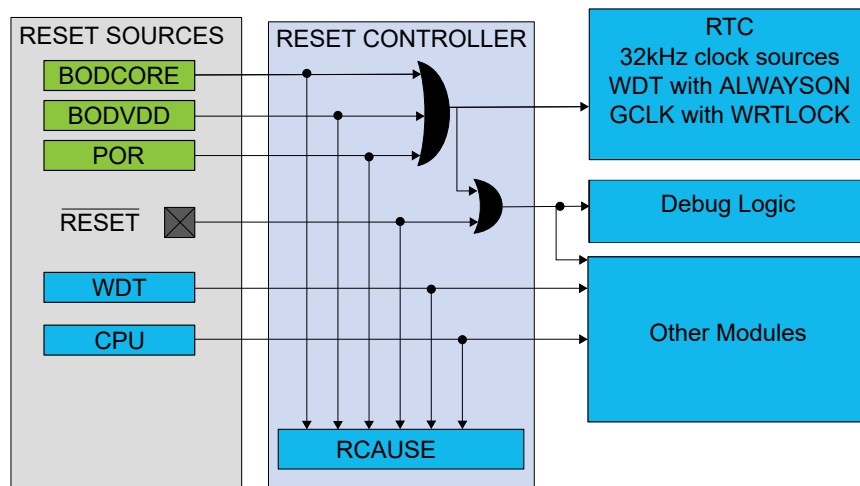 RESET SOURCES
BODCORE
BODVDD
POR
RESET
WDT
CPU
RESET CONTROLLER
RCAUSE
RTC
32kHz clock sources
WDT with ALWAYSON
GCLK with WRTLOCK
Debug Logic
Other Modules